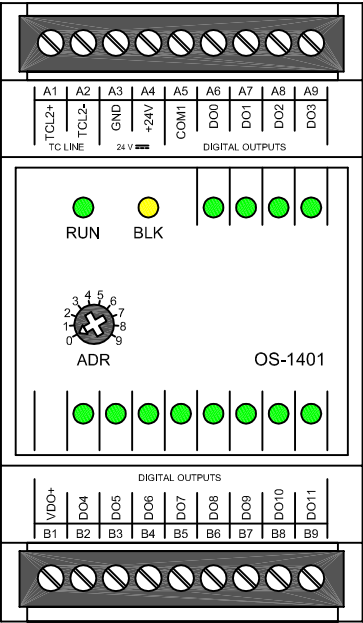 A1 A2 A3 A4 A5 A6 A7 A8 A9
TCL2+ TCL2- GND +24V COM1 DO0 DO1 DO2 DO3
TC LINE 24 V DIGITAL OUTPUTS
RUN BLK
0 1 2 3 4 5 6 7 8 9
ADR OS-1401
DIGITAL OUTPUTS
VDO+ DO4 DO5 DO6 DO7 DO8 DO9 DO10 DO11
B1 B2 B3 B4 B5 B6 B7 B8 B9